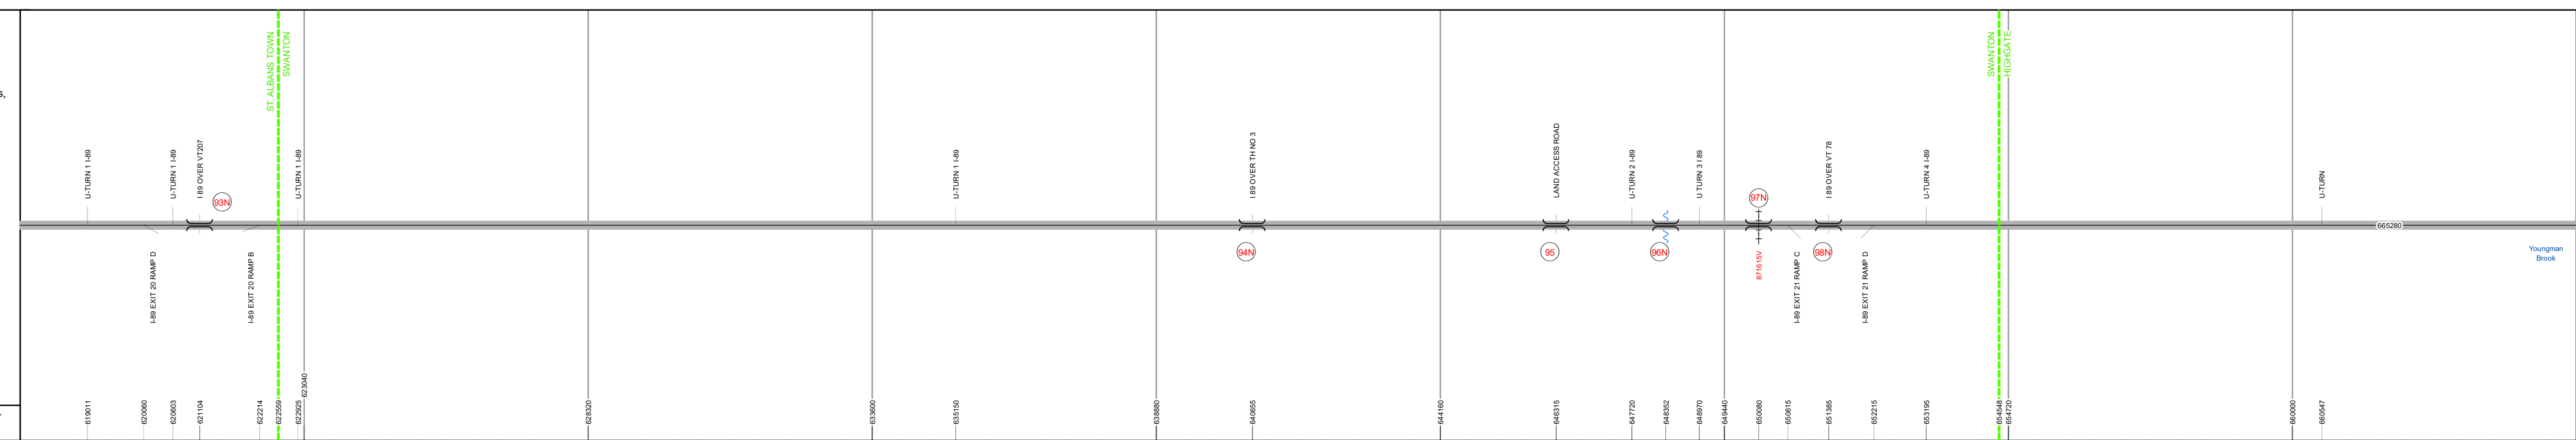 S,
ST. ALBANS TOWN
SWANTON
SWANTON
HIGHGATE
U-TURN 1 I-89
U-TURN 1 I-89
I 89 OVER VT207
U-TURN 1 I-89
U-TURN 1 I-89
I 89 OVER TH NO 3
LAND ACCESS ROAD
U-TURN 2 I-89
U TURN 3 I 89
I 89 OVER VT 78
U-TURN 4 I-89
U-TURN
93N
97N
665280
94N
95
96N
98N
Youngman
Brook
I-89 EXIT 20 RAMP D
I-89 EXIT 20 RAMP B
871615V
I-89 EXIT 21 RAMP C
I-89 EXIT 21 RAMP D
619011
620060
620603
621104
622214
622559
622925
623040
628320
633600
635150
638880
640655
644160
646315
647720
648352
648970
649440
650080
650615
651385
652215
653195
654548
654720
660000
660547